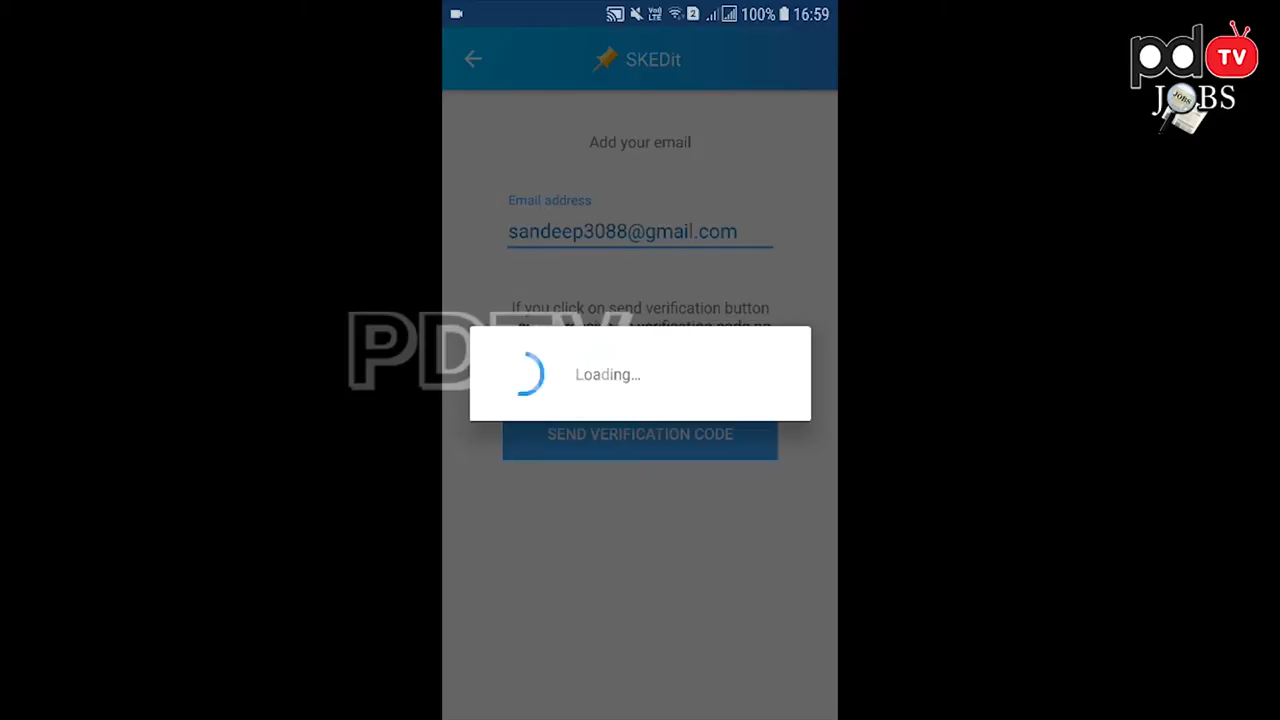 2 100% 16:59
SKEDit
pd TV
JOBS
Add your email
Email address
sandeep3088@gmail.com
If you click on send verification button
PDTV
Loading...
SEND VERIFICATION CODE